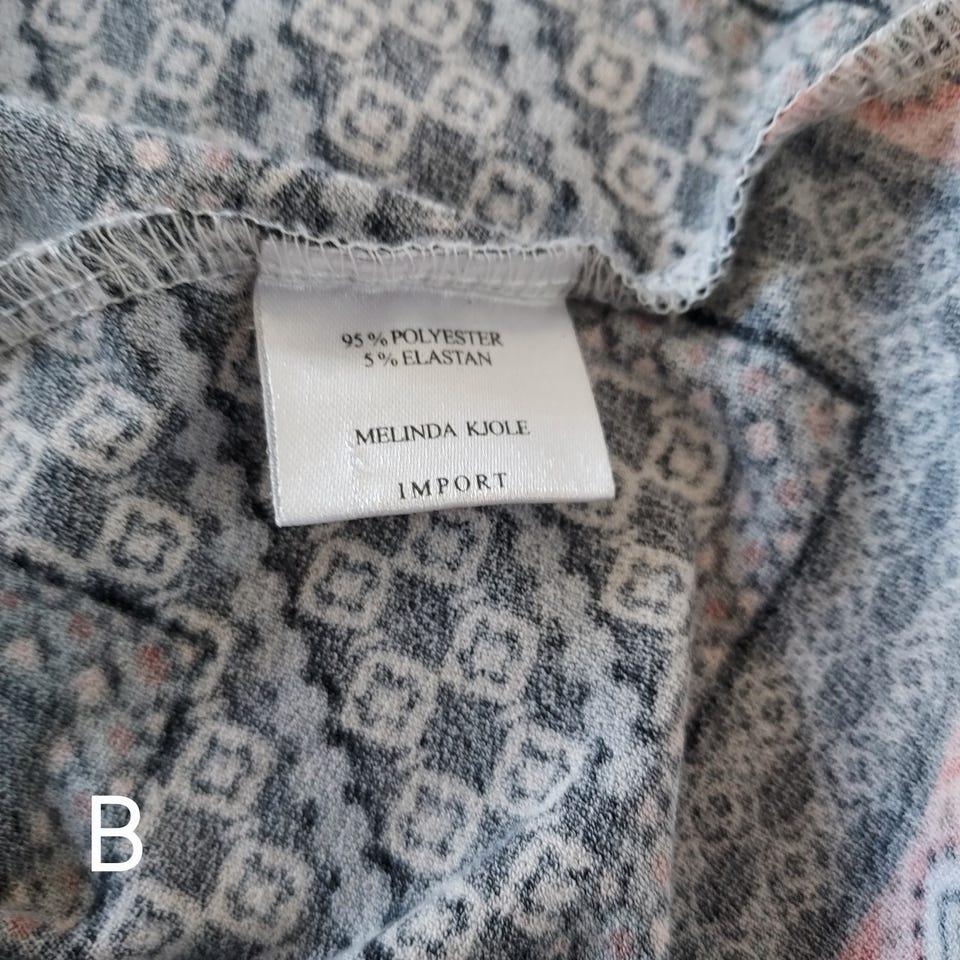 95% POLYESTER
5% ELASTAN
MELINDA KJOLE
IMPORT
B